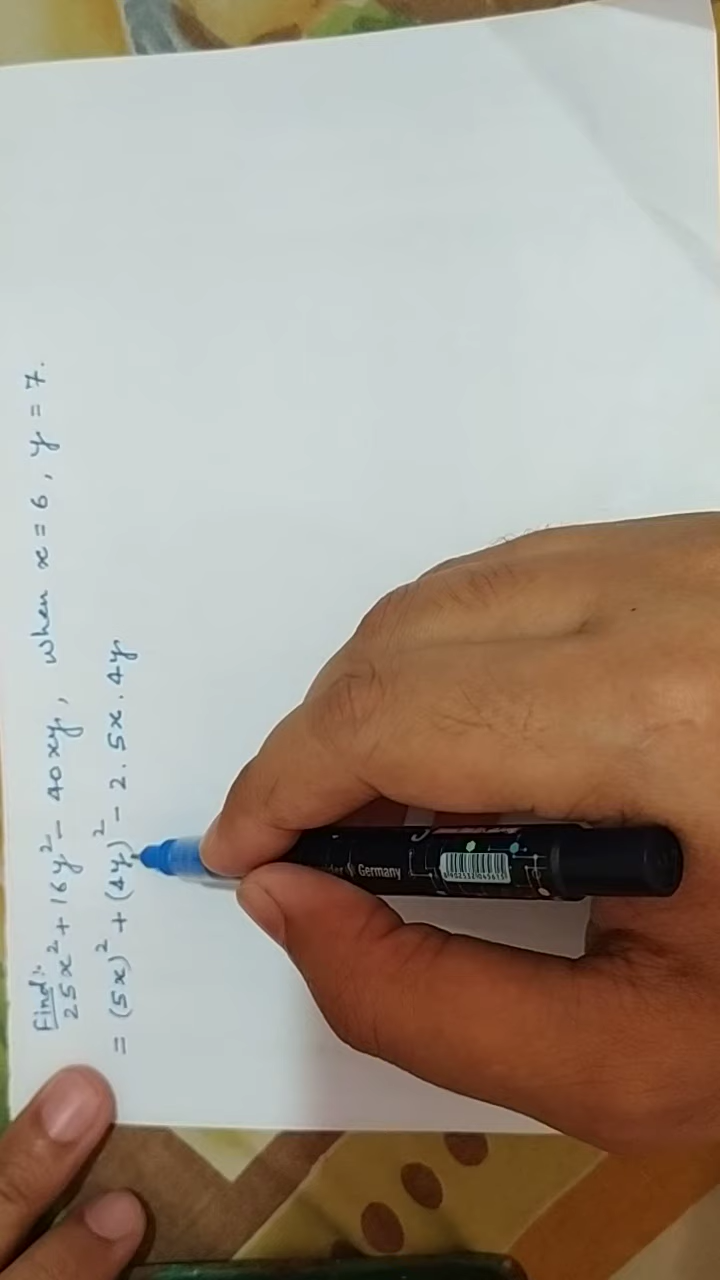 Find:-
25x² + 16y² - 40xy, when x = 6, y = 7.
= (5x)² + (4y)² - 2.5x.4y
Germany